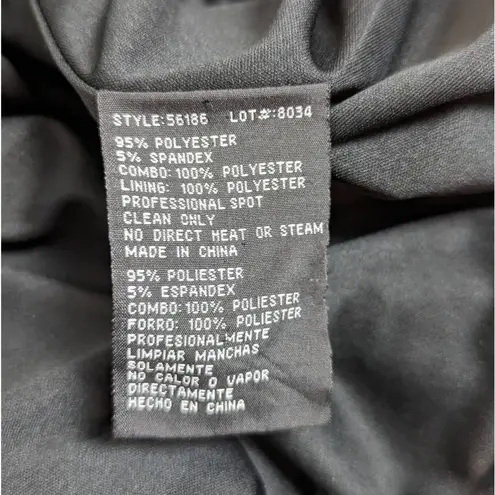 STYLE:56186 LOT#:8034
95% POLYESTER
5% SPANDEX
COMBO: 100% POLYESTER
LINING: 100% POLYESTER
PROFESSIONAL SPOT
CLEAN ONLY
NO DIRECT HEAT OR STEAM
MADE IN CHINA
95% POLIESTER
5% ESPANDEX
COMBO: 100% POLIESTER
FORRO: 100% POLIESTER
PROFESIONALMENTE
LIMPIAR MANCHAS
SOLAMENTE
NO CALOR O VAPOR
DIRECTAMENTE
HECHO EN CHINA